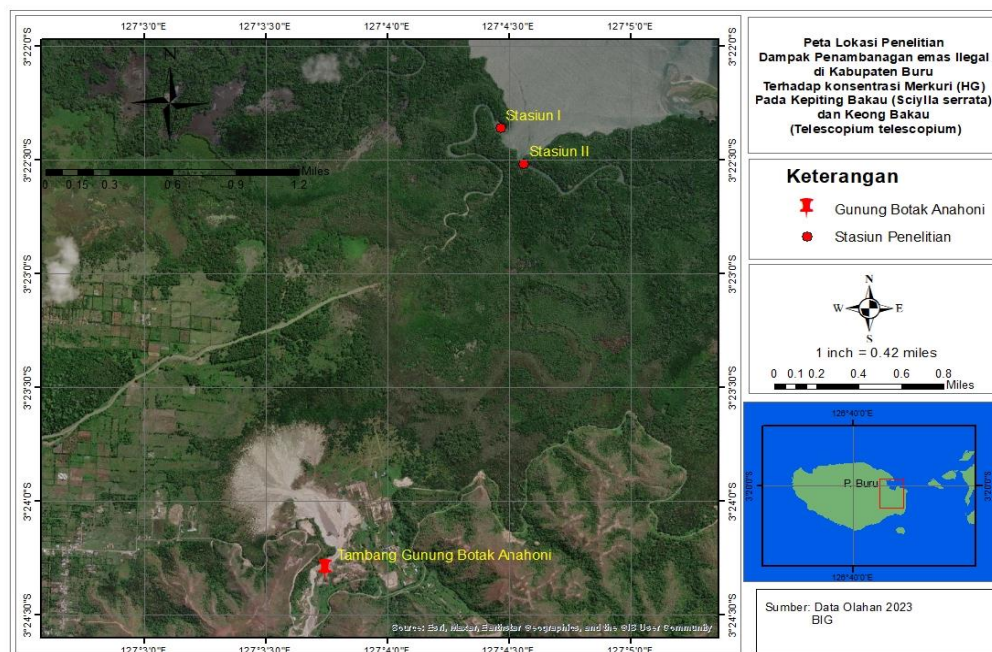 127°3'0"E 127°3'30"E 127°4'0"E 127°4'30"E 127°5'0"E
3°22'0"S 3°22'0"S
N
Stasiun I
Stasiun II
3°22'30"S 3°22'30"S
Miles
0 0.15 0.3 0.6 0.9 1.2
3°23'0"S 3°23'0"S
3°23'30"S 3°23'30"S
3°24'0"S 3°24'0"S
Tambang Gunung Botak Anahoni
3°24'30"S 3°24'30"S
Source: Esri, Maxar, Earthstar Geographics, and the GIS User Community
127°3'0"E 127°3'30"E 127°4'0"E 127°4'30"E 127°5'0"E
Peta Lokasi Penelitian
Dampak Penambanagan emas Ilegal
di Kabupaten Buru
Terhadap konsentrasi Merkuri (HG)
Pada Kepiting Bakau (Sciylla serrata)
dan Keong Bakau
(Telescopium telescopium)
Keterangan
Gunung Botak Anahoni
Stasiun Penelitian
N
W E
S
1 inch = 0.42 miles
0 0.1 0.2 0.4 0.6 0.8
Miles
126°40'0"E
3°20'0"S P. Buru 3°20'0"S
126°40'0"E
Sumber: Data Olahan 2023
BIG